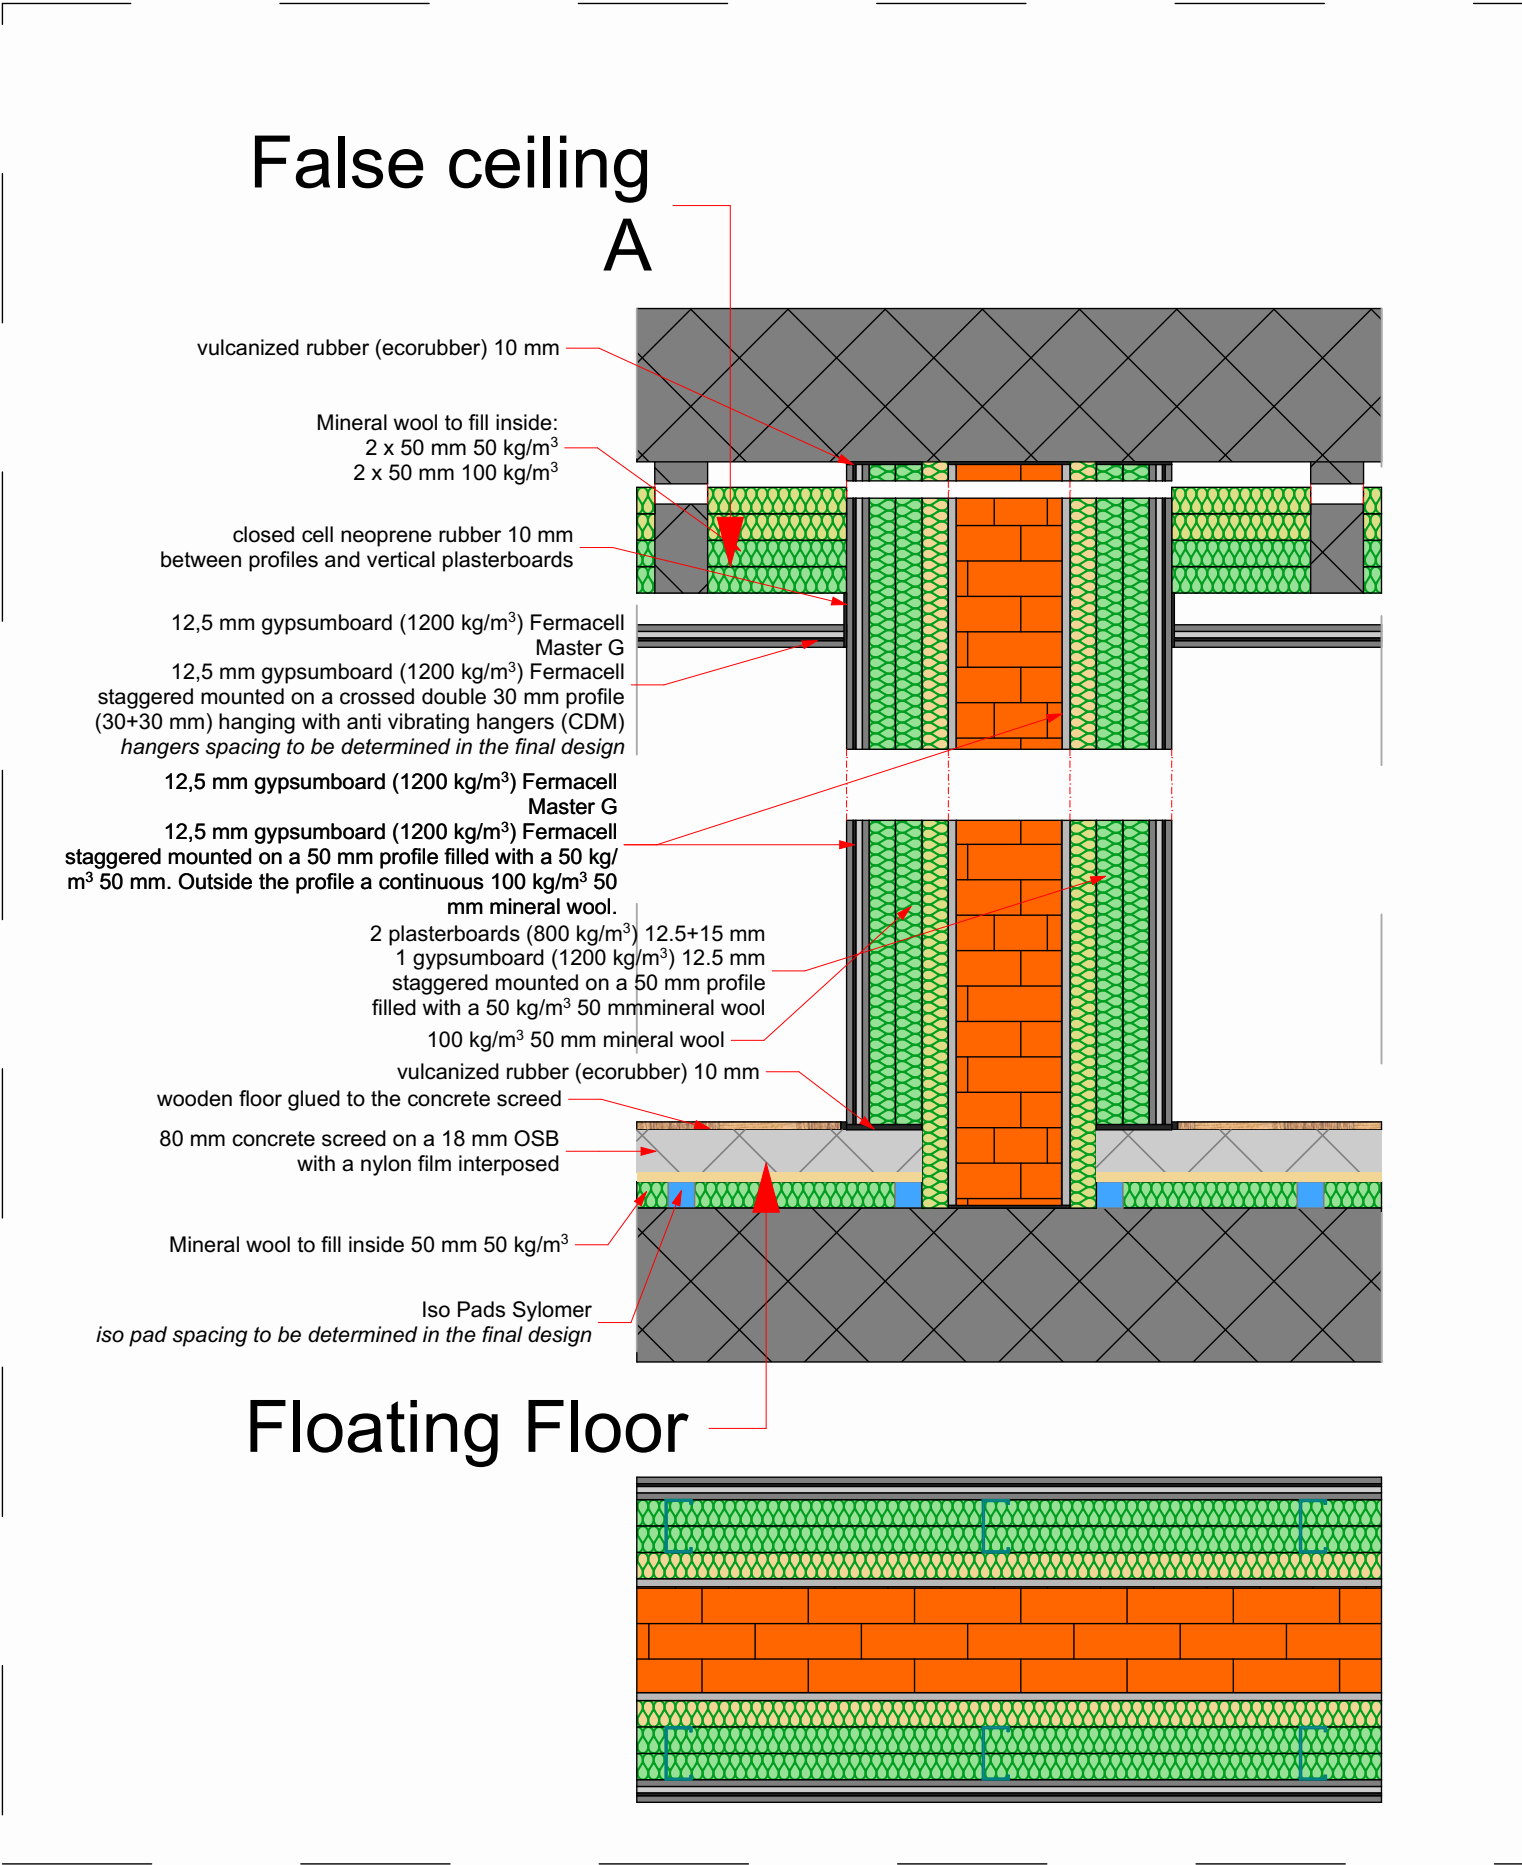 False ceiling
A
vulcanized rubber (ecorubber) 10 mm
Mineral wool to fill inside:
2 x 50 mm 50 kg/m³
2 x 50 mm 100 kg/m³
closed cell neoprene rubber 10 mm
between profiles and vertical plasterboards
12,5 mm gypsumboard (1200 kg/m³) Fermacell
Master G
12,5 mm gypsumboard (1200 kg/m³) Fermacell
staggered mounted on a crossed double 30 mm profile
(30+30 mm) hanging with anti vibrating hangers (CDM)
hangers spacing to be determined in the final design
12,5 mm gypsumboard (1200 kg/m³) Fermacell
Master G
12,5 mm gypsumboard (1200 kg/m³) Fermacell
staggered mounted on a 50 mm profile filled with a 50 kg/
m³ 50 mm. Outside the profile a continuous 100 kg/m³ 50
mm mineral wool.
2 plasterboards (800 kg/m³) 12.5+15 mm
1 gypsumboard (1200 kg/m³) 12.5 mm
staggered mounted on a 50 mm profile
filled with a 50 kg/m³ 50 mmmineral wool
100 kg/m³ 50 mm mineral wool
vulcanized rubber (ecorubber) 10 mm
wooden floor glued to the concrete screed
80 mm concrete screed on a 18 mm OSB
with a nylon film interposed
Mineral wool to fill inside 50 mm 50 kg/m³
Iso Pads Sylomer
iso pad spacing to be determined in the final design
Floating Floor